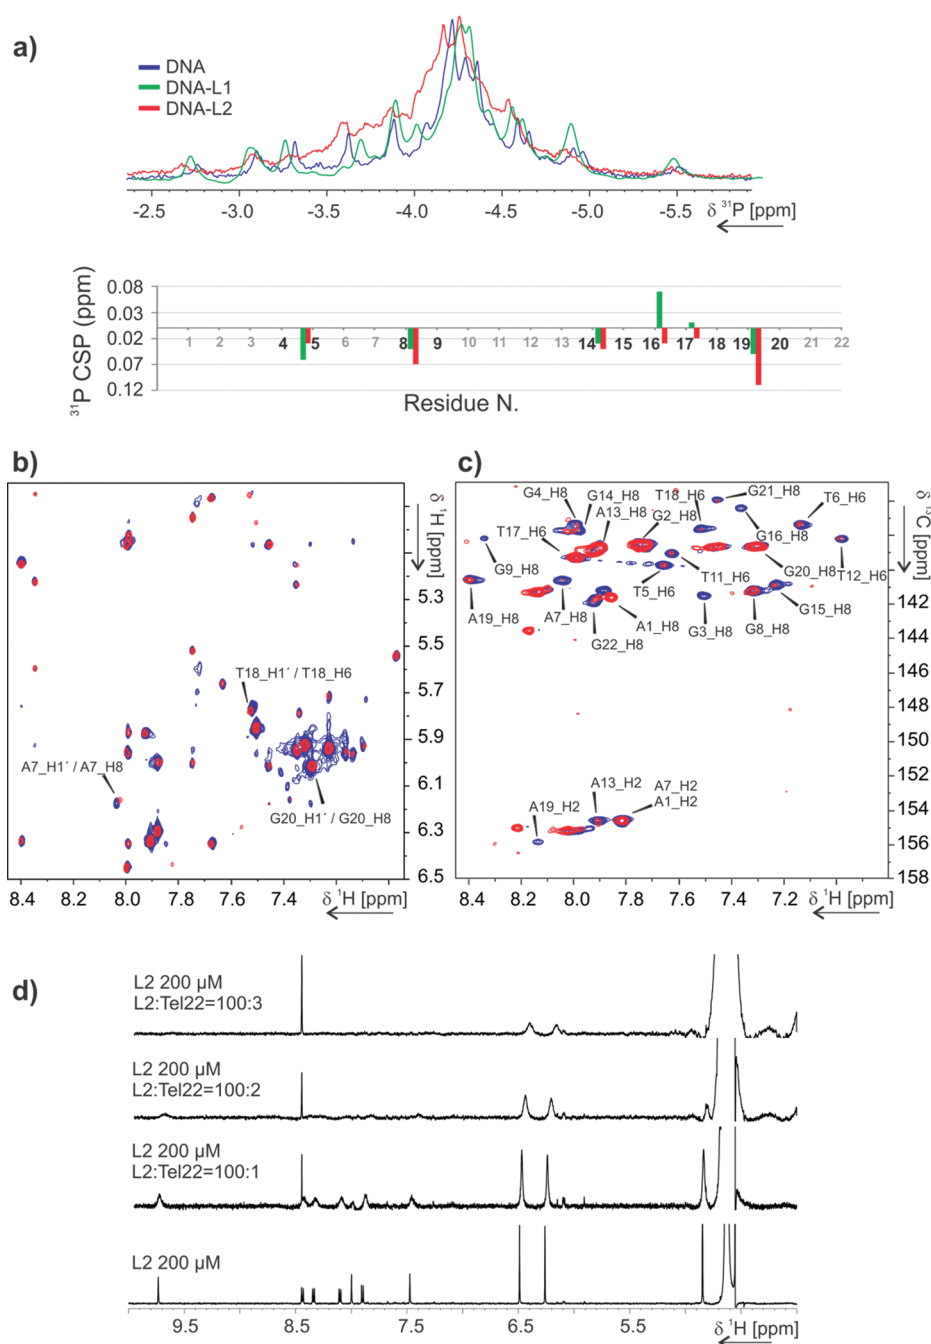 a)
DNA
DNA-L1
DNA-L2
-2.5 -3.0 -3.5 -4.0 -4.5 -5.0 -5.5
δ ³¹P [ppm]
³¹P CSP (ppm)
0.08
0.03
0.02
0.07
0.12
1 2 3 4 5 6 7 8 9 10 11 12 13 14 15 16 17 18 19 20 21 22
Residue N.
b)
T18_H1´ / T18_H6
A7_H1´ / A7_H8
G20_H1´ / G20_H8
δ ¹H [ppm]
5.3
5.5
5.7
5.9
6.1
6.3
6.5
8.4 8.2 8.0 7.8 7.6 7.4
δ ¹H [ppm]
c)
G4_H8
G14_H8
T18_H6
G21_H8
T6_H6
A13_H8
G2_H8
G16_H8
T17_H6
G9_H8
T11_H6
G20_H8
T12_H6
T5_H6
A19_H8
A7_H8
A1_H8
G3_H8
G8_H8
G15_H8
G22_H8
A13_H2
A7_H2
A1_H2
A19_H2
δ ¹³C [ppm]
142
144
146
150
152
154
156
158
8.4 8.2 8.0 7.8 7.6 7.4 7.2
δ ¹H [ppm]
d)
L2 200 µM
L2:Tel22=100:3
L2 200 µM
L2:Tel22=100:2
L2 200 µM
L2:Tel22=100:1
L2 200 µM
9.5 8.5 7.5 6.5 5.5
δ ¹H [ppm]